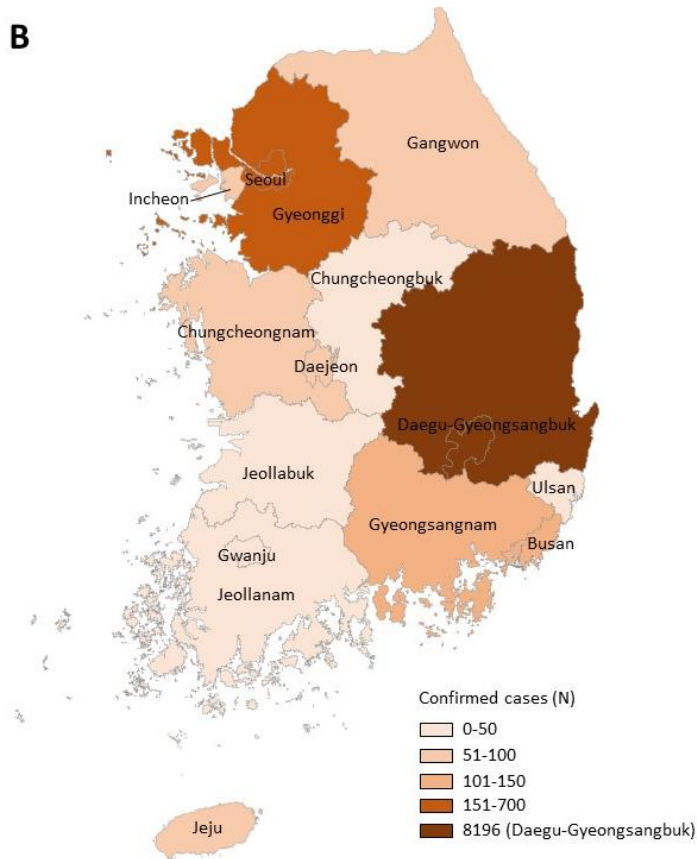 B
Gangwon
Seoul
Incheon
Gyeonggi
Chungcheongbuk
Chungcheongnam
Daejeon
Daegu-Gyeongsangbuk
Jeollabuk
Ulsan
Gyeongsangnam
Busan
Gwanju
Jeollanam
Jeju
Confirmed cases (N)
0-50
51-100
101-150
151-700
8196 (Daegu-Gyeongsangbuk)